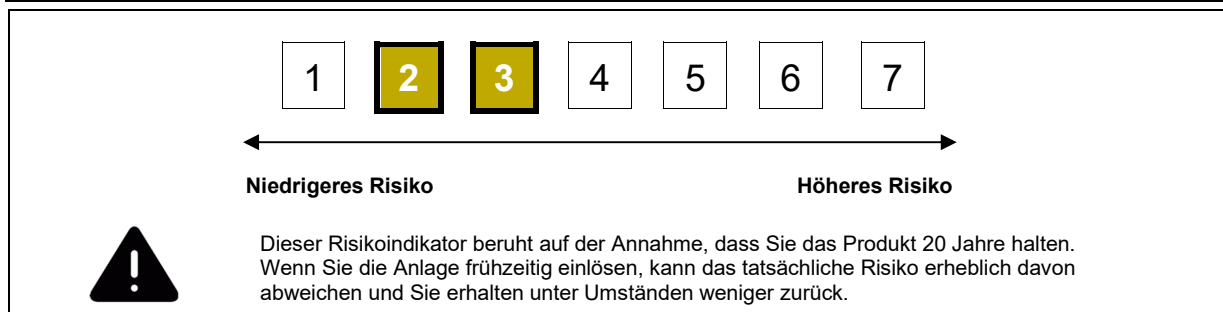 1 2 3 4 5 6 7
Niedrigeres Risiko Höheres Risiko
Dieser Risikoindikator beruht auf der Annahme, dass Sie das Produkt 20 Jahre halten.
Wenn Sie die Anlage frühzeitig einlösen, kann das tatsächliche Risiko erheblich davon
abweichen und Sie erhalten unter Umständen weniger zurück.